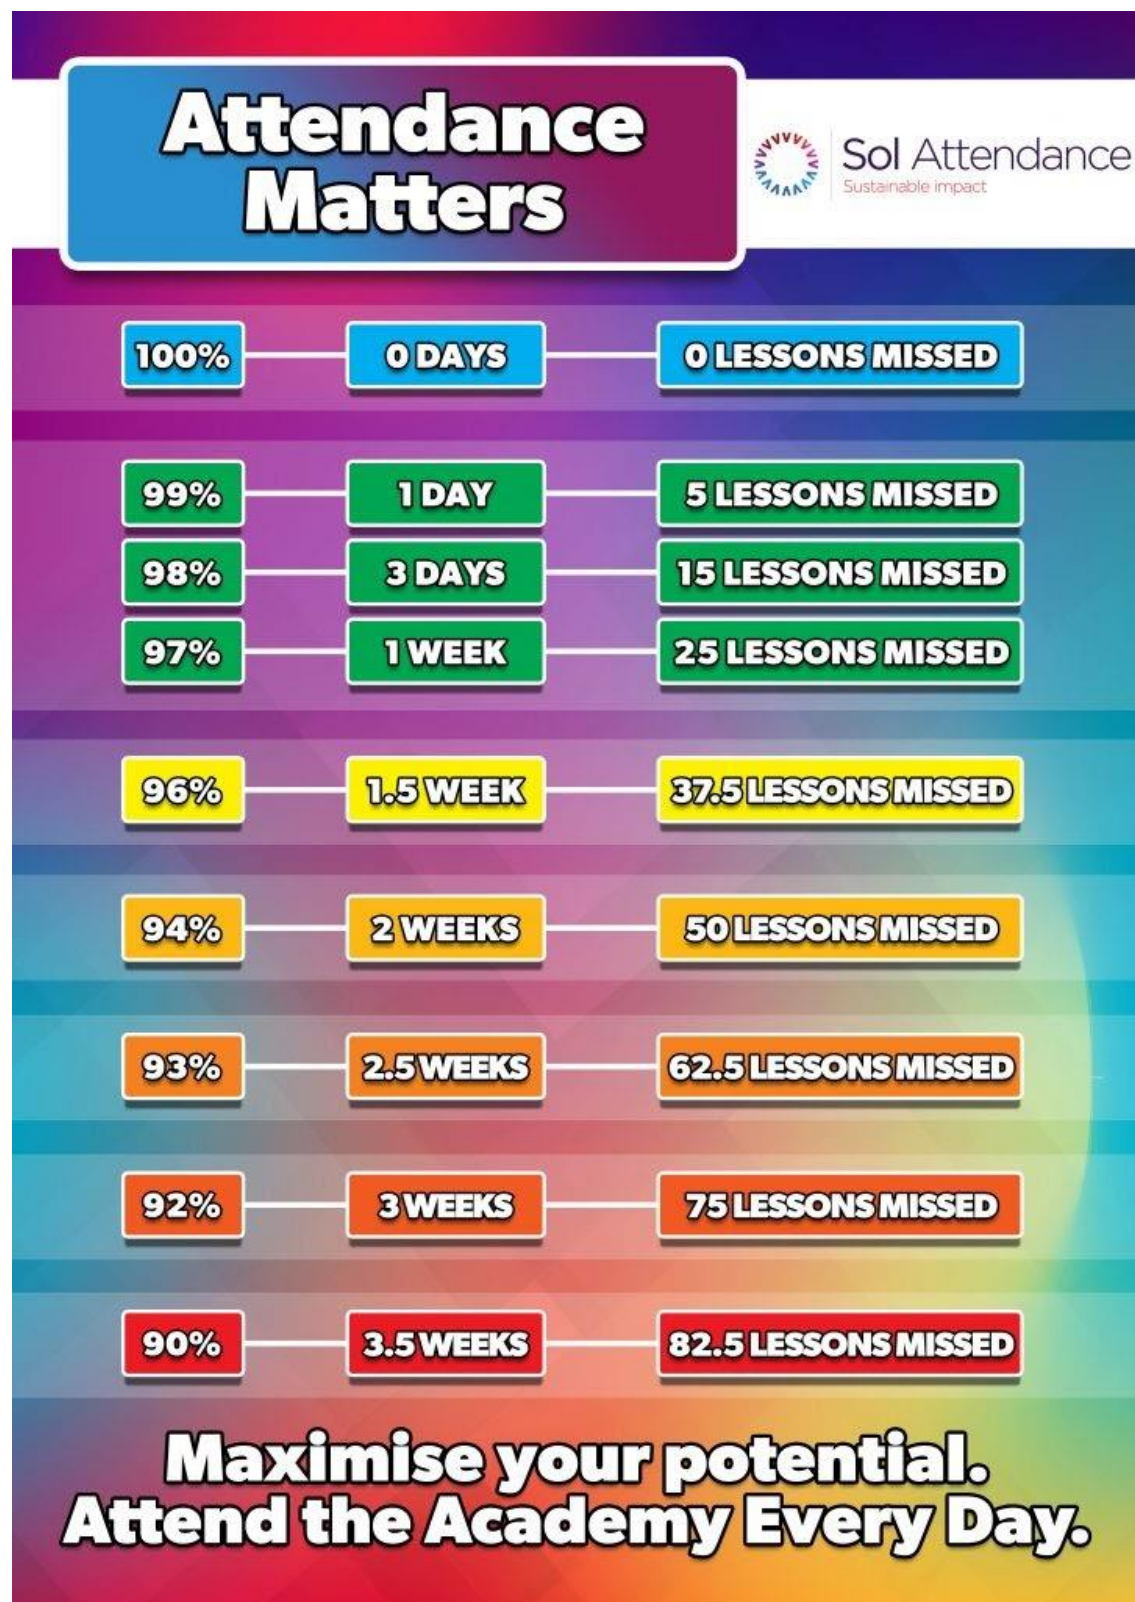 Attendance
Matters
Sol Attendance
Sustainable impact
100% 0 DAYS 0 LESSONS MISSED
99% 1 DAY 5 LESSONS MISSED
98% 3 DAYS 15 LESSONS MISSED
97% 1 WEEK 25 LESSONS MISSED
96% 1.5 WEEK 37.5 LESSONS MISSED
94% 2 WEEKS 50 LESSONS MISSED
93% 2.5 WEEKS 62.5 LESSONS MISSED
92% 3 WEEKS 75 LESSONS MISSED
90% 3.5 WEEKS 82.5 LESSONS MISSED
Maximise your potential.
Attend the Academy Every Day.